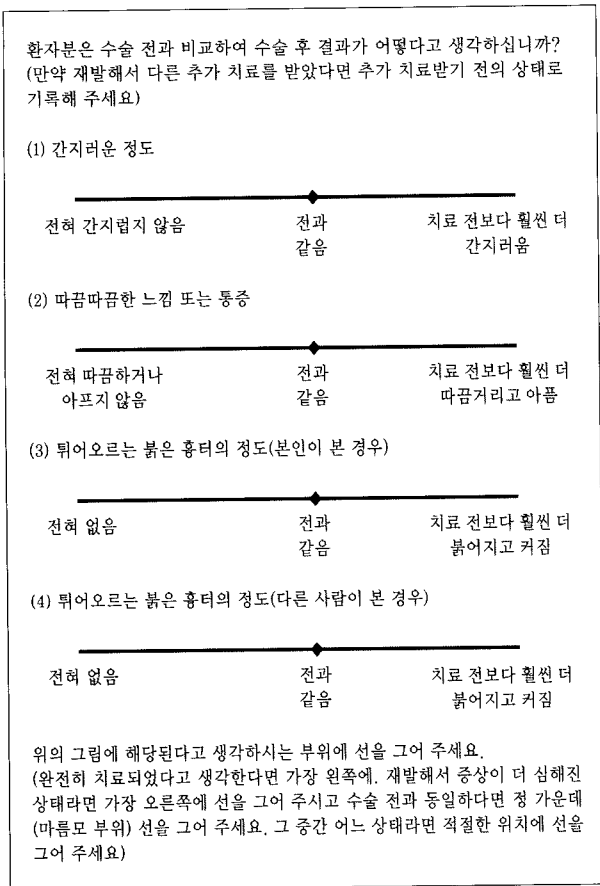 환자분은 수술 전과 비교하여 수술 후 결과가 어떻다고 생각하십니까?
(만약 재발해서 다른 추가 치료를 받았다면 추가 치료받기 전의 상태로
기록해 주세요)
(1) 간지러운 정도
전혀 간지럽지 않음 전과 치료 전보다 훨씬 더
같음 간지러움
(2) 따끔따끔한 느낌 또는 통증
전혀 따끔하거나 전과 치료 전보다 훨씬 더
아프지 않음 같음 따끔거리고 아픔
(3) 튀어오르는 붉은 흉터의 정도(본인이 본 경우)
전혀 없음 전과 치료 전보다 훨씬 더
같음 붉어지고 커짐
(4) 튀어오르는 붉은 흉터의 정도(다른 사람이 본 경우)
전혀 없음 전과 치료 전보다 훨씬 더
같음 붉어지고 커짐
위의 그림에 해당된다고 생각하시는 부위에 선을 그어 주세요.
(완전히 치료되었다고 생각한다면 가장 왼쪽에, 재발해서 증상이 더 심해진
상태라면 가장 오른쪽에 선을 그어 주시고 수술 전과 동일하다면 정 가운데
(마름모 부위) 선을 그어 주세요. 그 중간 어느 상태라면 적절한 위치에 선을
그어 주세요)